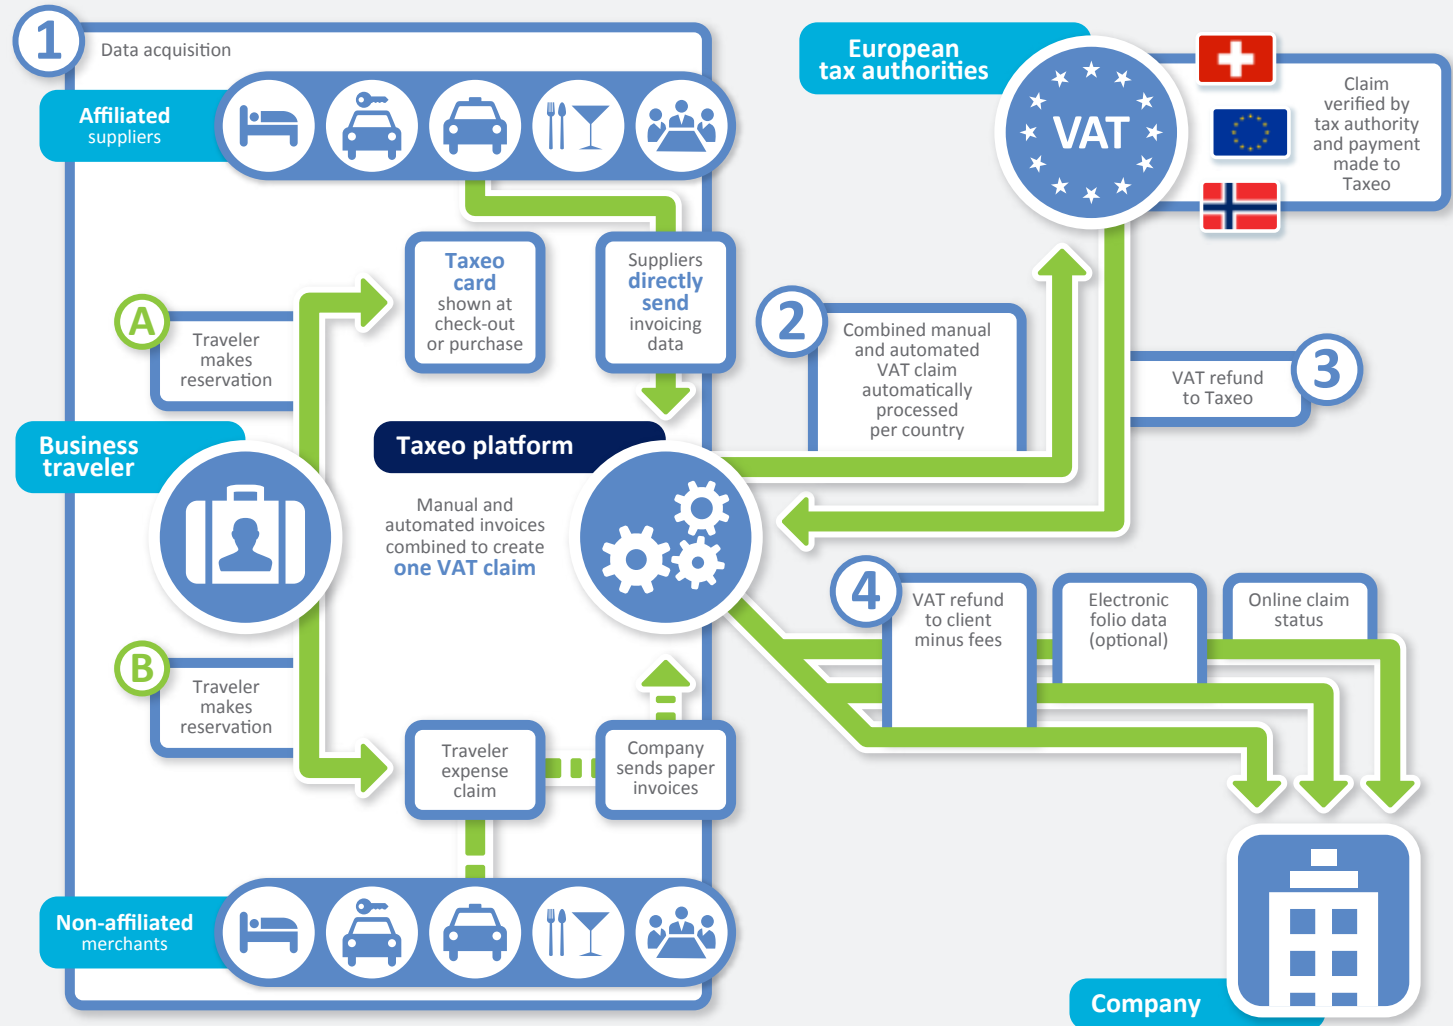 1
Data acquisition
Affiliated
suppliers
A
Traveler
makes
reservation
Taxeo
card
shown at
check-out
or purchase
Suppliers
directly
send
invoicing
data
Business
traveler
Taxeo platform
Manual and
automated invoices
combined to create
one VAT claim
B
Traveler
makes
reservation
Traveler
expense
claim
Company
sends paper
invoices
Non-affiliated
merchants
European
tax authorities
VAT
Claim
verified by
tax authority
and payment
made to
Taxeo
2
Combined manual
and automated
VAT claim
automatically
processed
per country
3
VAT refund
to Taxeo
4
VAT refund
to client
minus fees
Electronic
folio data
(optional)
Online claim
status
Company